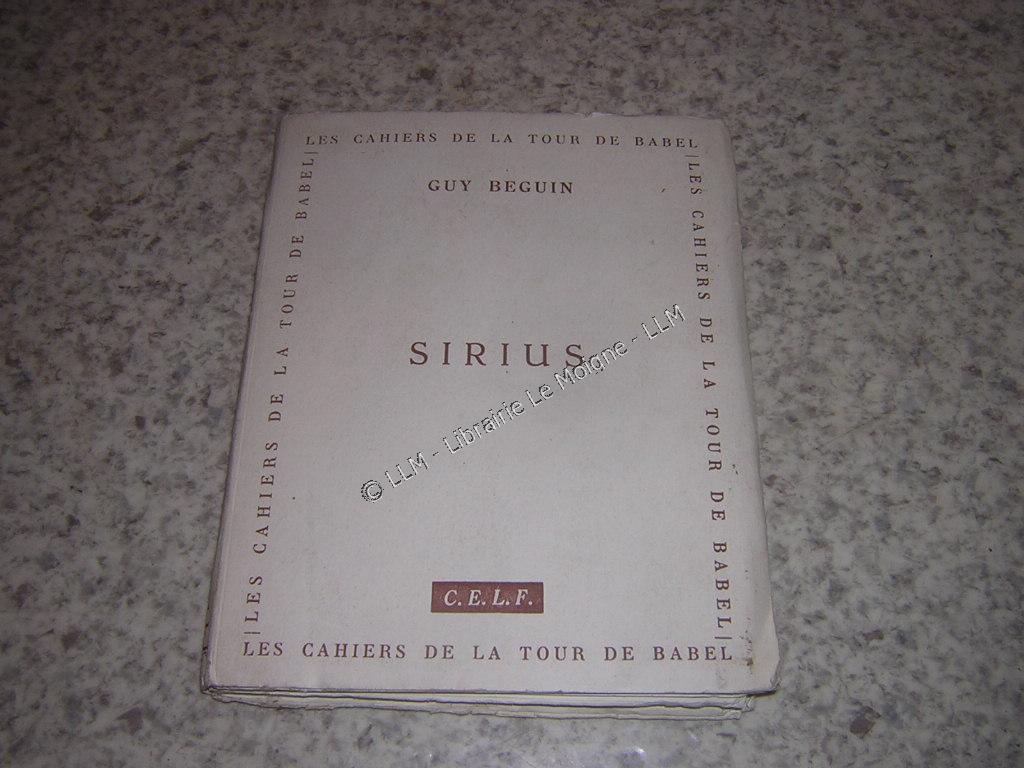 LES CAHIERS DE LA TOUR DE BABEL
|LES CAHIERS DE LA TOUR DE BABEL|
|LES CAHIERS DE LA TOUR DE BABEL|
GUY BEGUIN
SIRIUS
© LLM - Librairie Le Moigne - LLM
C.E.L.F.
LES CAHIERS DE LA TOUR DE BABEL